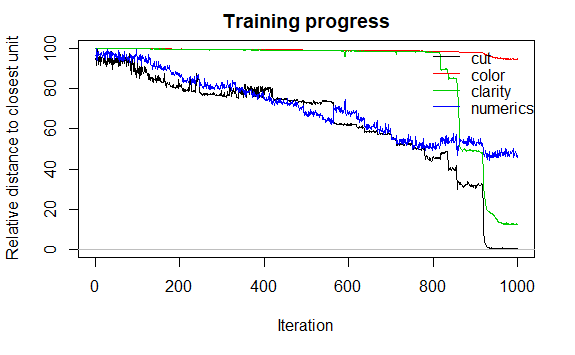 Training progress
Relative distance to closest unit
100
80
60
40
20
0
cut
color
clarity
numerics
0 200 400 600 800 1000
Iteration